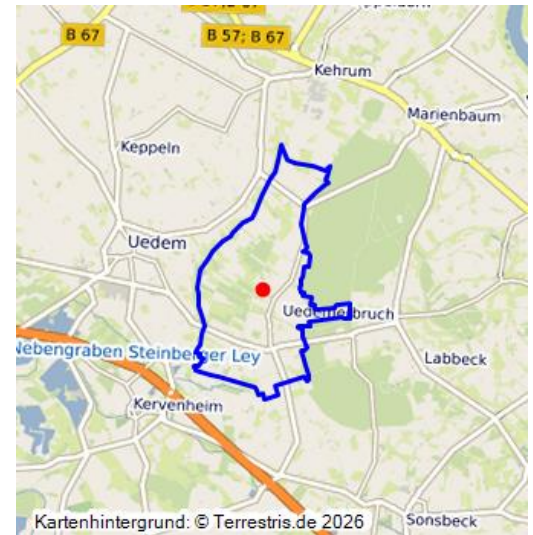 B 67
B 57; B 67
Kehrum
Marienbaum
Keppeln
Uedem
Uedemerbruch
Nebengraben Steinberger Ley
Labbeck
Kervenheim
Kartenhintergrund: © Terrestris.de 2026
Sonsbeck